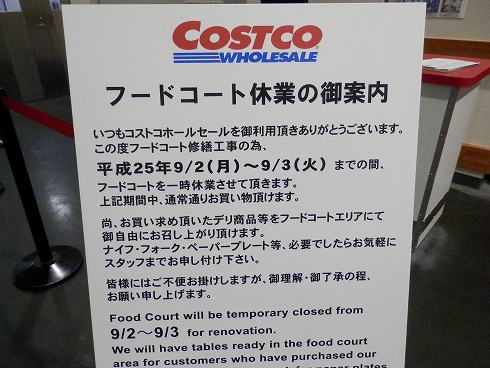 COSTCO
WHOLESALE
フードコート休業の御案内
いつもコストコホールセールを御利用頂きありがとうございます。
この度フードコート修繕工事の為、
平成25年9/2(月)〜9/3(火) までの間、
フードコートを一時休業させて頂きます。
上記期間中、通常通りお買い物頂けます。
尚、お買い求め頂いたデリ商品等をフードコートエリアにて
御自由にお召し上がり頂けます。
ナイフ・フォーク・ペーパープレート等、必要でしたらお気軽に
スタッフまでお申し付け下さい。
皆様にはご不便お掛けしますが、御理解・御了承の程、
お願い申し上げます。
Food Court will be temporary closed from
9/2〜9/3 for renovation.
We will have tables ready in the food court
area for customers who have purchased our
for paper plates